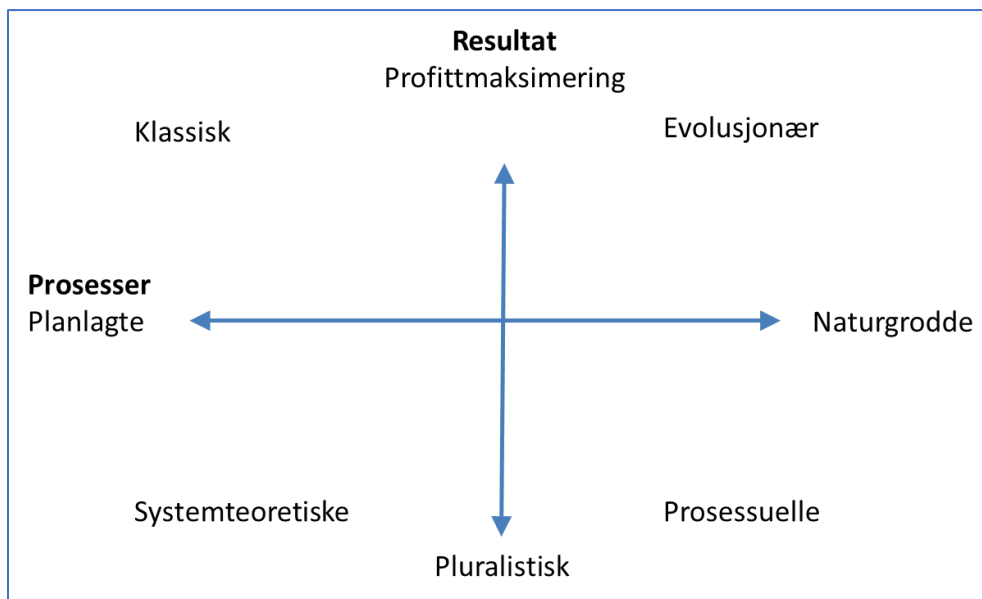 Resultat
Profittmaksimering
Klassisk
Evolusjonær
Prosesser
Planlagte
Naturgrodde
Systemteoretiske
Prosessuelle
Pluralistisk